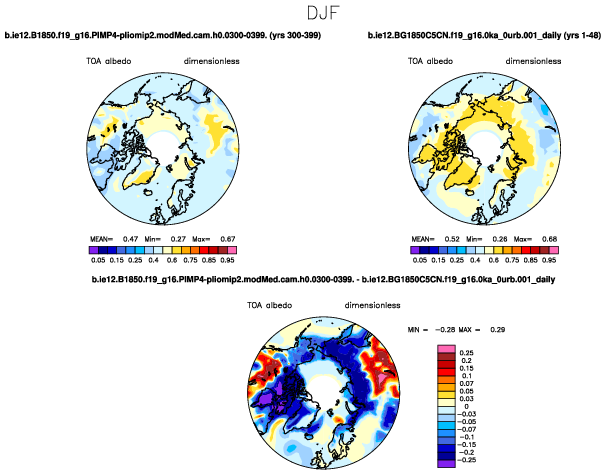 DJF
b.ie12.B1850.f19_g16.PlMP4-pliomip2.modMed.cam.h0.0300-0399. (yrs 300-399)
b.ie12.BG1850C5CN.f19_g16.0ka_0urb.001_daily (yrs 1-48)
TOA albedo dimensionless
TOA albedo dimensionless
MEAN= 0.47 Min= 0.27 Max= 0.67
MEAN= 0.52 Min= 0.26 Max= 0.68
0.05 0.15 0.25 0.4 0.6 0.75 0.85 0.95
0.05 0.15 0.25 0.4 0.6 0.75 0.85 0.95
b.ie12.B1850.f19_g16.PlMP4-pliomip2.modMed.cam.h0.0300-0399. - b.ie12.BG1850C5CN.f19_g16.0ka_0urb.001_daily
TOA albedo dimensionless
MIN = -0.28 MAX = 0.29
0.25
0.2
0.15
0.1
0.07
0.05
0.03
0
-0.03
-0.05
-0.07
-0.1
-0.15
-0.2
-0.25